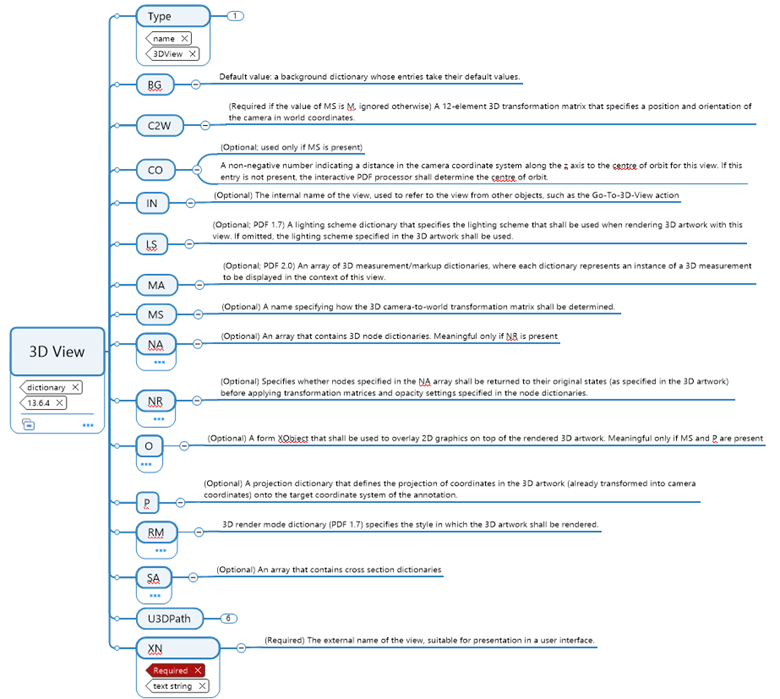 Type
1
name
3DView
BG
Default value: a background dictionary whose entries take their default values.
C2W
(Required if the value of MS is M, ignored otherwise) A 12-element 3D transformation matrix that specifies a position and orientation of
the camera in world coordinates.
CO
(Optional; used only if MS is present)
A non-negative number indicating a distance in the camera coordinate system along the z axis to the centre of orbit for this view. If this
entry is not present, the interactive PDF processor shall determine the centre of orbit.
IN
(Optional) The internal name of the view, used to refer to the view from other objects, such as the Go-To-3D-View action
LS
(Optional; PDF 1.7) A lighting scheme dictionary that specifies the lighting scheme that shall be used when rendering 3D artwork with this
view. If omitted, the lighting scheme specified in the 3D artwork shall be used.
MA
(Optional; PDF 2.0) An array of 3D measurement/markup dictionaries, where each dictionary represents an instance of a 3D measurement
to be displayed in the context of this view.
MS
(Optional) A name specifying how the 3D camera-to-world transformation matrix shall be determined.
NA
(Optional) An array that contains 3D node dictionaries. Meaningful only if NR is present
3D View
dictionary
13.6.4
NR
(Optional) Specifies whether nodes specified in the NA array shall be returned to their original states (as specified in the 3D artwork)
before applying transformation matrices and opacity settings specified in the node dictionaries.
O
(Optional) A form XObject that shall be used to overlay 2D graphics on top of the rendered 3D artwork. Meaningful only if MS and P are present
P
(Optional) A projection dictionary that defines the projection of coordinates in the 3D artwork (already transformed into camera
coordinates) onto the target coordinate system of the annotation.
RM
3D render mode dictionary (PDF 1.7) specifies the style in which the 3D artwork shall be rendered.
SA
(Optional) An array that contains cross section dictionaries
U3DPath
6
XN
(Required) The external name of the view, suitable for presentation in a user interface.
Required
text string